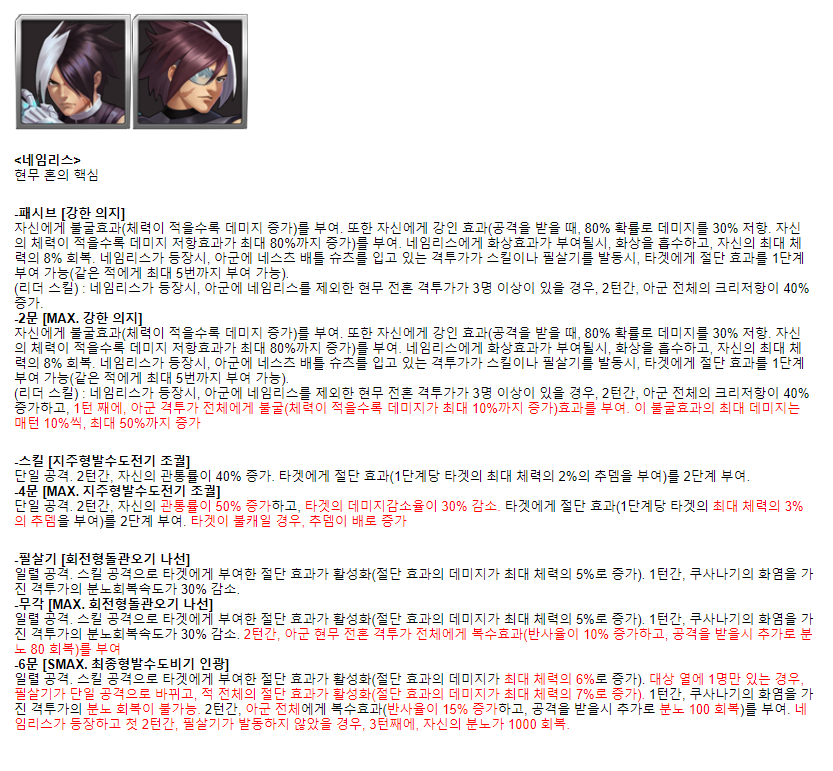 <네임리스>
현무 혼의 핵심
-패시브 [강한 의지]
자신에게 불굴효과(체력이 적을수록 데미지 증가)를 부여. 또한 자신에게 강인 효과(공격을 받을 때, 80% 확률로 데미지를 30% 저항. 자신
의 체력이 적을수록 데미지 저항효과가 최대 80%까지 증가)를 부여. 네임리스에게 화상효과가 부여될시, 화상을 흡수하고, 자신의 최대 체
력의 8% 회복. 네임리스가 등장시, 아군에 네스츠 배틀 슈즈를 입고 있는 격투가가 스킬이나 필살기를 발동시, 타겟에게 절단 효과를 1단계
부여 가능(같은 적에게 최대 5번까지 부여 가능).
(리더 스킬) : 네임리스가 등장시, 아군에 네임리스를 제외한 현무 전혼 격투가가 3명 이상이 있을 경우, 2턴간, 아군 전체의 크리저항이 40%
증가.
-2문 [MAX. 강한 의지]
자신에게 불굴효과(체력이 적을수록 데미지 증가)를 부여. 또한 자신에게 강인 효과(공격을 받을 때, 80% 확률로 데미지를 30% 저항. 자신
의 체력이 적을수록 데미지 저항효과가 최대 80%까지 증가)를 부여. 네임리스에게 화상효과가 부여될시, 화상을 흡수하고, 자신의 최대 체
력의 8% 회복. 네임리스가 등장시, 아군에 네스츠 배틀 슈즈를 입고 있는 격투가가 스킬이나 필살기를 발동시, 타겟에게 절단 효과를 1단계
부여 가능(같은 적에게 최대 5번까지 부여 가능).
(리더 스킬) : 네임리스가 등장시, 아군에 네임리스를 제외한 현무 전혼 격투가가 3명 이상이 있을 경우, 2턴간, 아군 전체의 크리저항이 40%
증가하고, 1턴 째에, 아군 격투가 전체에게 불굴(체력이 적을수록 데미지가 최대 10%까지 증가)효과를 부여. 이 불굴효과의 최대 데미지는
매턴 10%씩, 최대 50%까지 증가
-스킬 [지주형발수도전기 조궐]
단일 공격. 2턴간, 자신의 관통률이 40% 증가. 타겟에게 절단 효과(1단계당 타겟의 최대 체력의 2%의 추뎀을 부여)를 2단계 부여.
-4문 [MAX. 지주형발수도전기 조궐]
단일 공격. 2턴간, 자신의 관통률이 50% 증가하고, 타겟의 데미지감소율이 30% 감소. 타겟에게 절단 효과(1단계당 타겟의 최대 체력의 3%
의 추뎀을 부여)를 2단계 부여. 타겟이 불캐일 경우, 추뎀이 배로 증가
-필살기 [회전형돌관오기 나선]
일렬 공격. 스킬 공격으로 타겟에게 부여한 절단 효과가 활성화(절단 효과의 데미지가 최대 체력의 5%로 증가). 1턴간, 쿠사나기의 화염을 가
진 격투가의 분노회복속도가 30% 감소.
-무각 [MAX. 회전형돌관오기 나선]
일렬 공격. 스킬 공격으로 타겟에게 부여한 절단 효과가 활성화(절단 효과의 데미지가 최대 체력의 5%로 증가). 1턴간, 쿠사나기의 화염을 가
진 격투가의 분노회복속도가 30% 감소. 2턴간, 아군 현무 전혼 격투가 전체에게 복수효과(반사율이 10% 증가하고, 공격을 받을시 추가로 분
노 80 회복)를 부여
-6문 [SMAX. 최종형발수도비기 인광]
일렬 공격. 스킬 공격으로 타겟에게 부여한 절단 효과가 활성화(절단 효과의 데미지가 최대 체력의 6%로 증가). 대상 열에 1명만 있는 경우,
필살기가 단일 공격으로 바뀌고, 적 전체의 절단 효과가 활성화(절단 효과의 데미지가 최대 체력의 7%로 증가). 1턴간, 쿠사나기의 화염을 가
진 격투가의 분노 회복이 불가능. 2턴간, 아군 전체에게 복수효과(반사율이 15% 증가하고, 공격을 받을시 추가로 분노 100 회복)를 부여. 네
임리스가 등장하고 첫 2턴간, 필살기가 발동하지 않았을 경우, 3턴째에, 자신의 분노가 1000 회복.